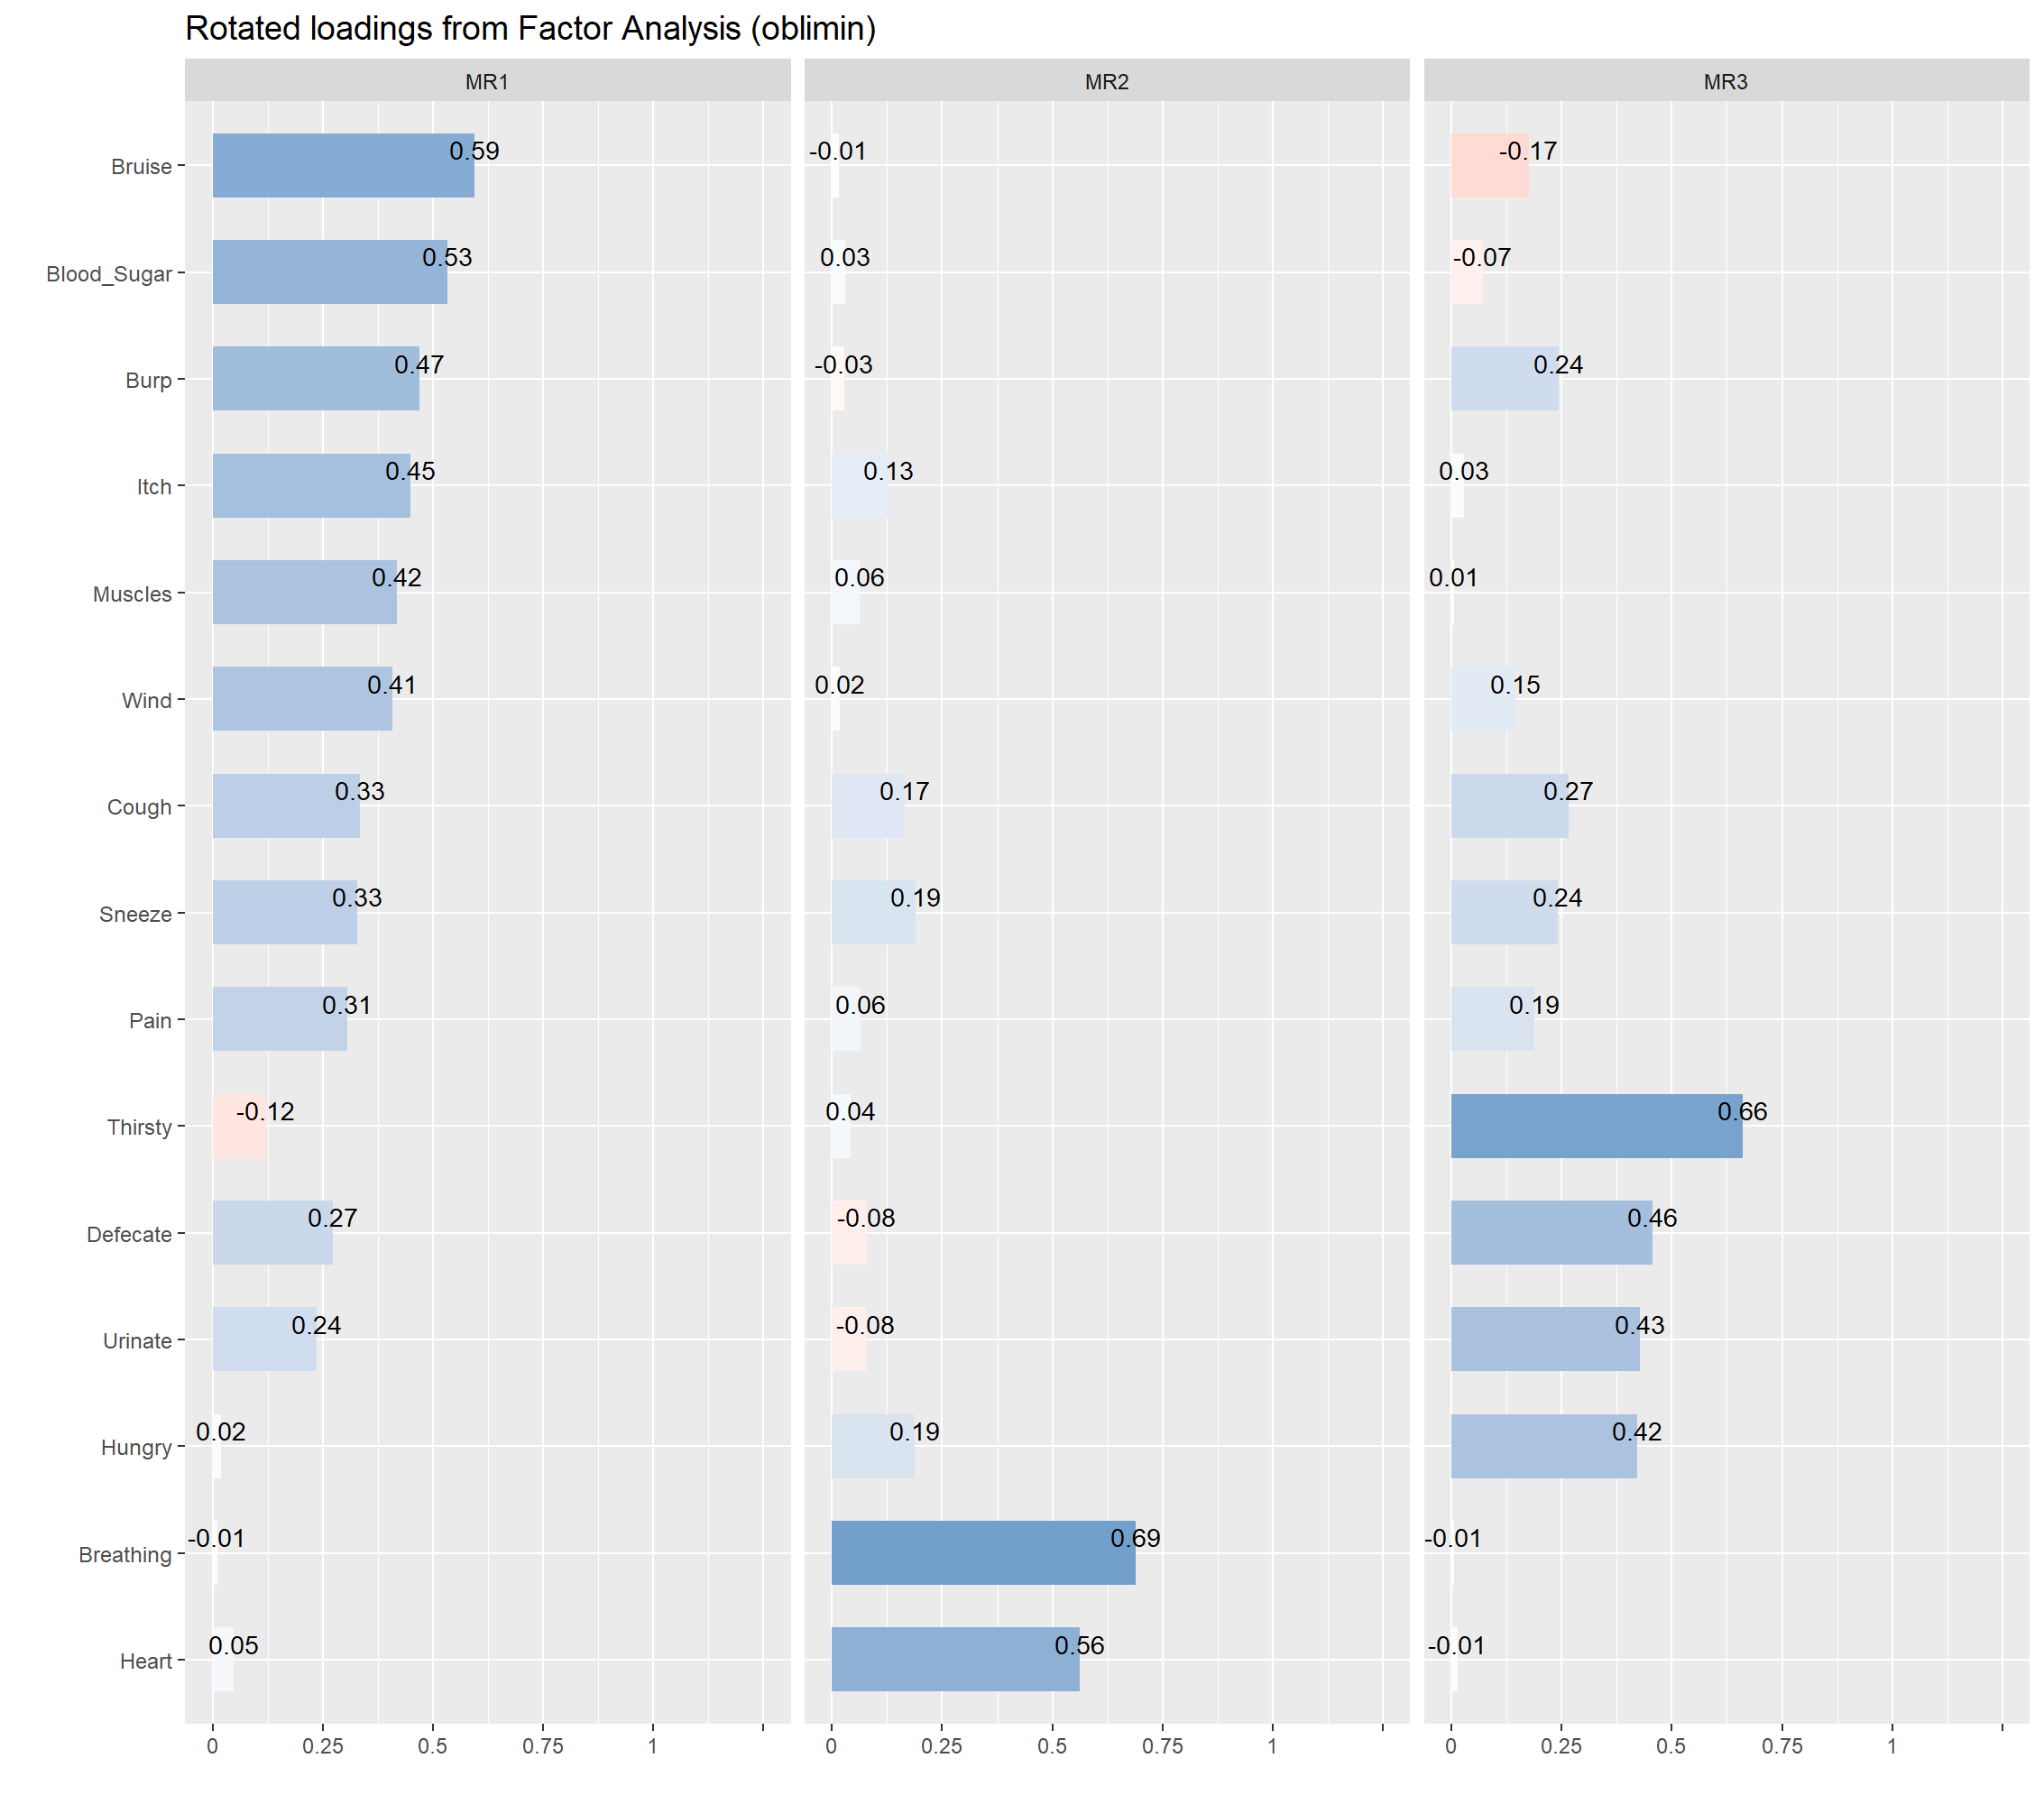 Rotated loadings from Factor Analysis (oblimin)
MR1 MR2 MR3
Bruise 0.59 -0.01 -0.17
Blood_Sugar 0.53 0.03 -0.07
Burp 0.47 -0.03 0.24
Itch 0.45 0.13 0.03
Muscles 0.42 0.06 0.01
Wind 0.41 0.02 0.15
Cough 0.33 0.17 0.27
Sneeze 0.33 0.19 0.24
Pain 0.31 0.06 0.19
Thirsty -0.12 0.04 0.66
Defecate 0.27 -0.08 0.46
Urinate 0.24 -0.08 0.43
Hungry 0.02 0.19 0.42
Breathing -0.01 0.69 -0.01
Heart 0.05 0.56 -0.01
0 0.25 0.5 0.75 1 0 0.25 0.5 0.75 1 0 0.25 0.5 0.75 1